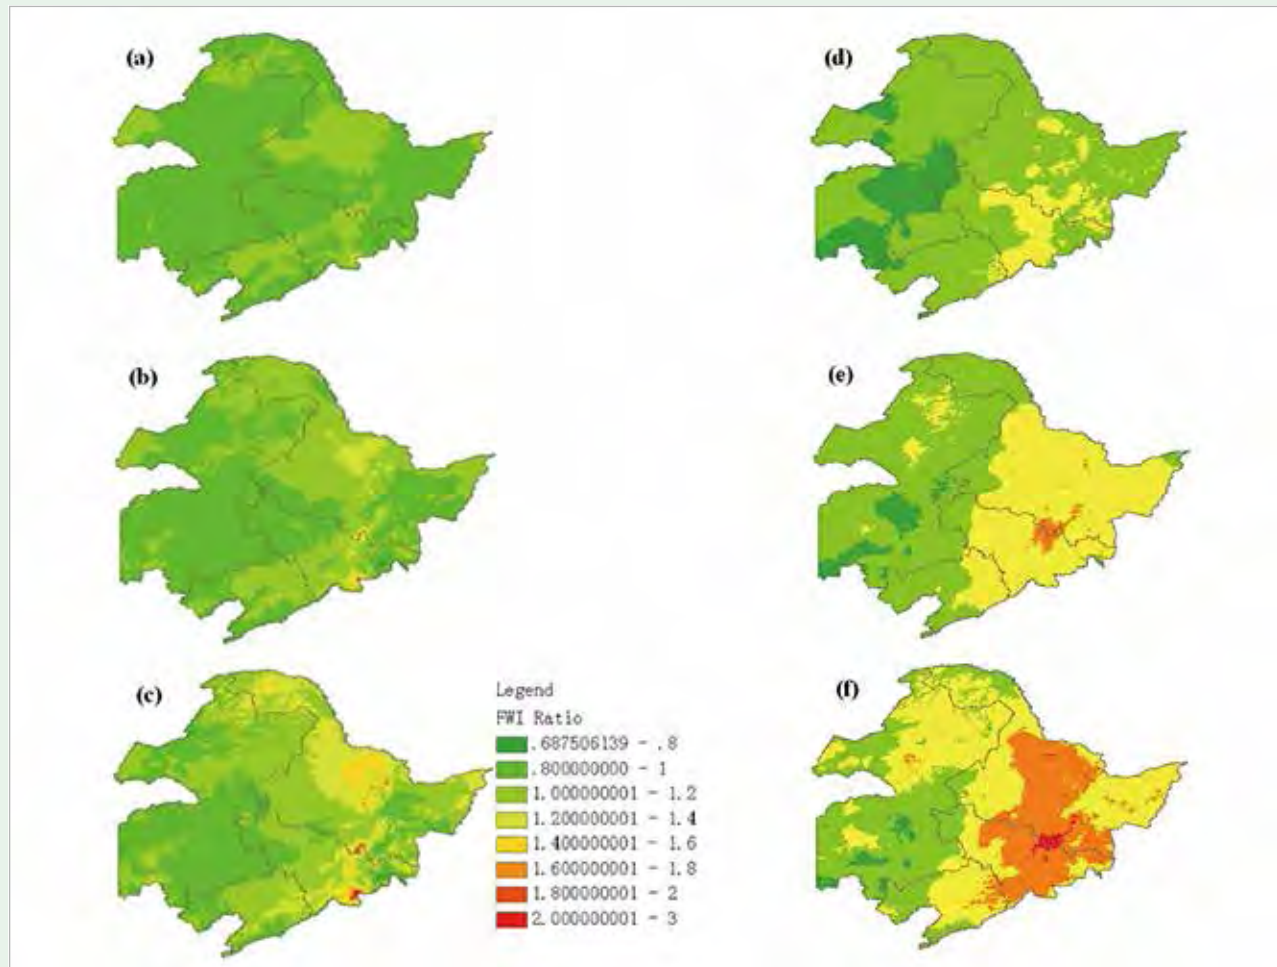 (a)
(d)
(b)
(e)
(c)
(f)
Legend
FWI Ratio
.687506139 - .8
.800000000 - 1
1.000000001 - 1.2
1.200000001 - 1.4
1.400000001 - 1.6
1.600000001 - 1.8
1.800000001 - 2
2.000000001 - 3